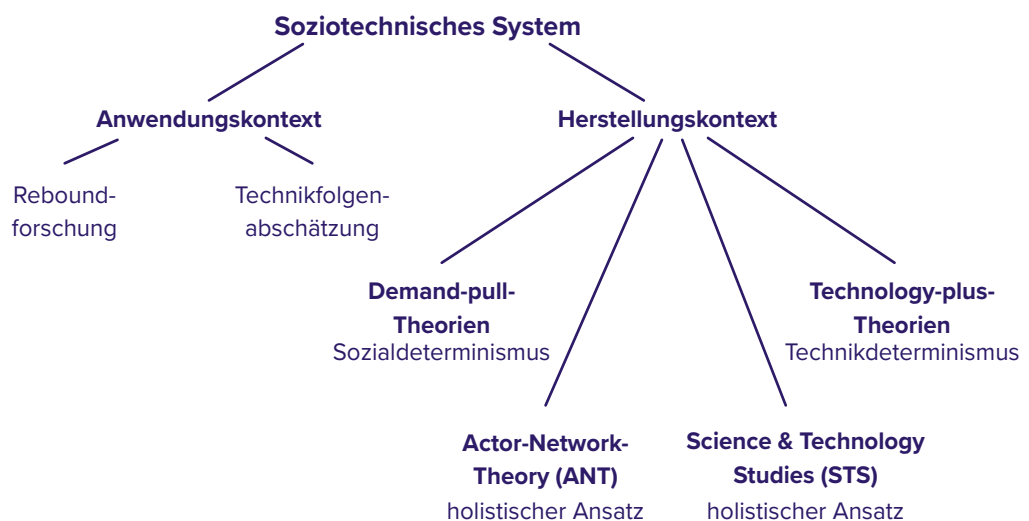 Soziotechnisches System
Anwendungskontext
Herstellungskontext
Rebound-
forschung
Technikfolgen-
abschätzung
Demand-pull-
Theorien
Sozialdeterminismus
Technology-plus-
Theorien
Technikdeterminismus
Actor-Network-
Theory (ANT)
holistischer Ansatz
Science & Technology
Studies (STS)
holistischer Ansatz